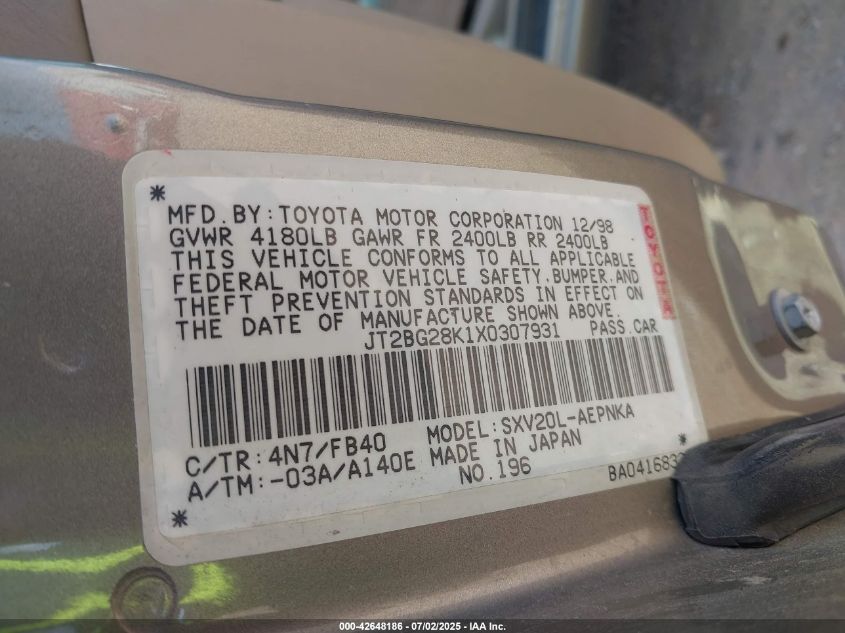 MFD. BY: TOYOTA MOTOR CORPORATION 12/98
GVWR 4180LB GAWR FR 2400LB RR 2400LB
THIS VEHICLE CONFORMS TO ALL APPLICABLE
FEDERAL MOTOR VEHICLE SAFETY, BUMPER, AND
THEFT PREVENTION STANDARDS IN EFFECT ON
THE DATE OF MANUFACTURE SHOWN ABOVE.
JT2BG28K1X0307931 PASS. CAR
C/TR: 4N7/FB40 MODEL: SXV20L-AEPNKA
A/TM: -03A/A140E MADE IN JAPAN
NO. 196
TOYOTA
000-42648186 - 07/02/2025 - IAA Inc.